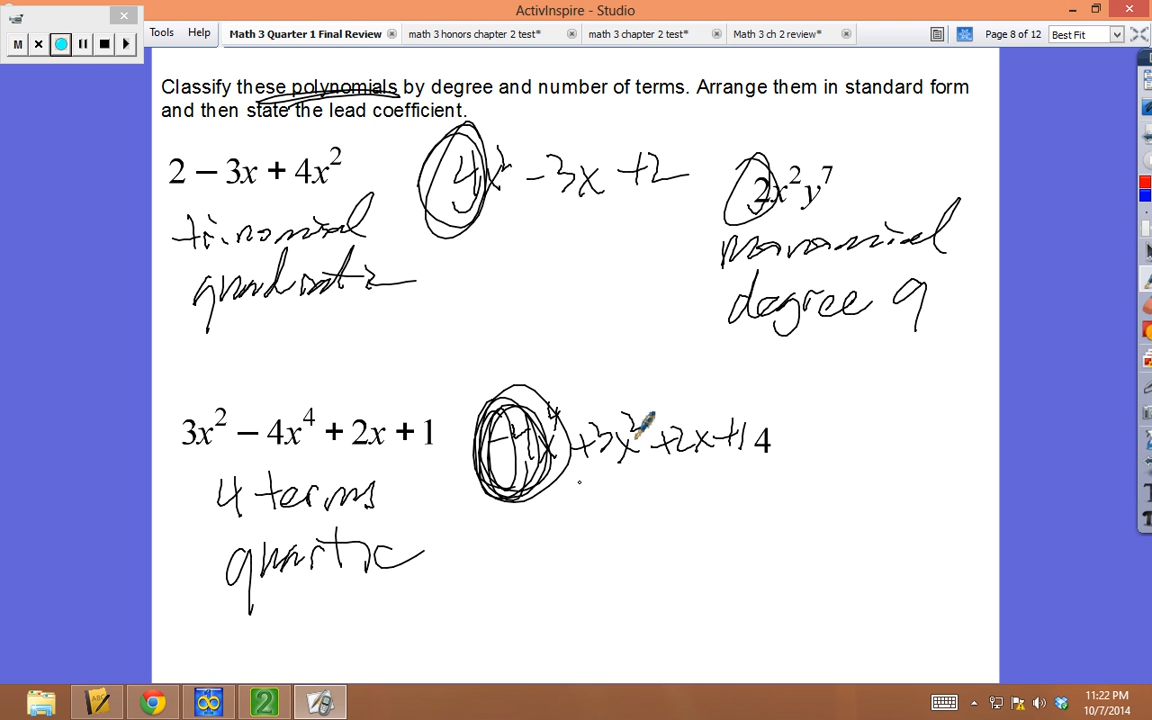 ActivInspire - Studio
M
Tools Help
Math 3 Quarter 1 Final Review
math 3 honors chapter 2 test*
math 3 chapter 2 test*
Math 3 ch 2 review*
Page 8 of 12
Best Fit
Classify these polynomials by degree and number of terms. Arrange them in standard form
and then state the lead coefficient.
2 − 3x + 4x²
4x² −3x +2
2x²y⁷
trinomial
quadratic
monomial
degree 9
3x² − 4x⁴ + 2x + 1
−4x⁴ +3x² +2x +1 4
4 terms
quartic
ABC
2
11:22 PM
10/7/2014